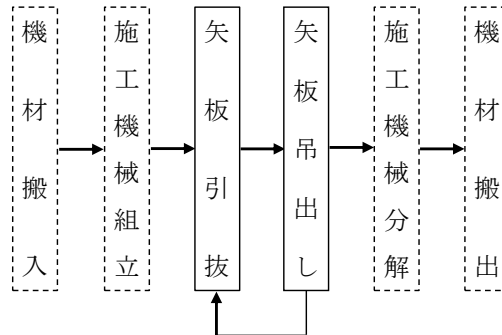 機材搬入
施工機械組立
矢板引抜
矢板吊出し
施工機械分解
機材搬出